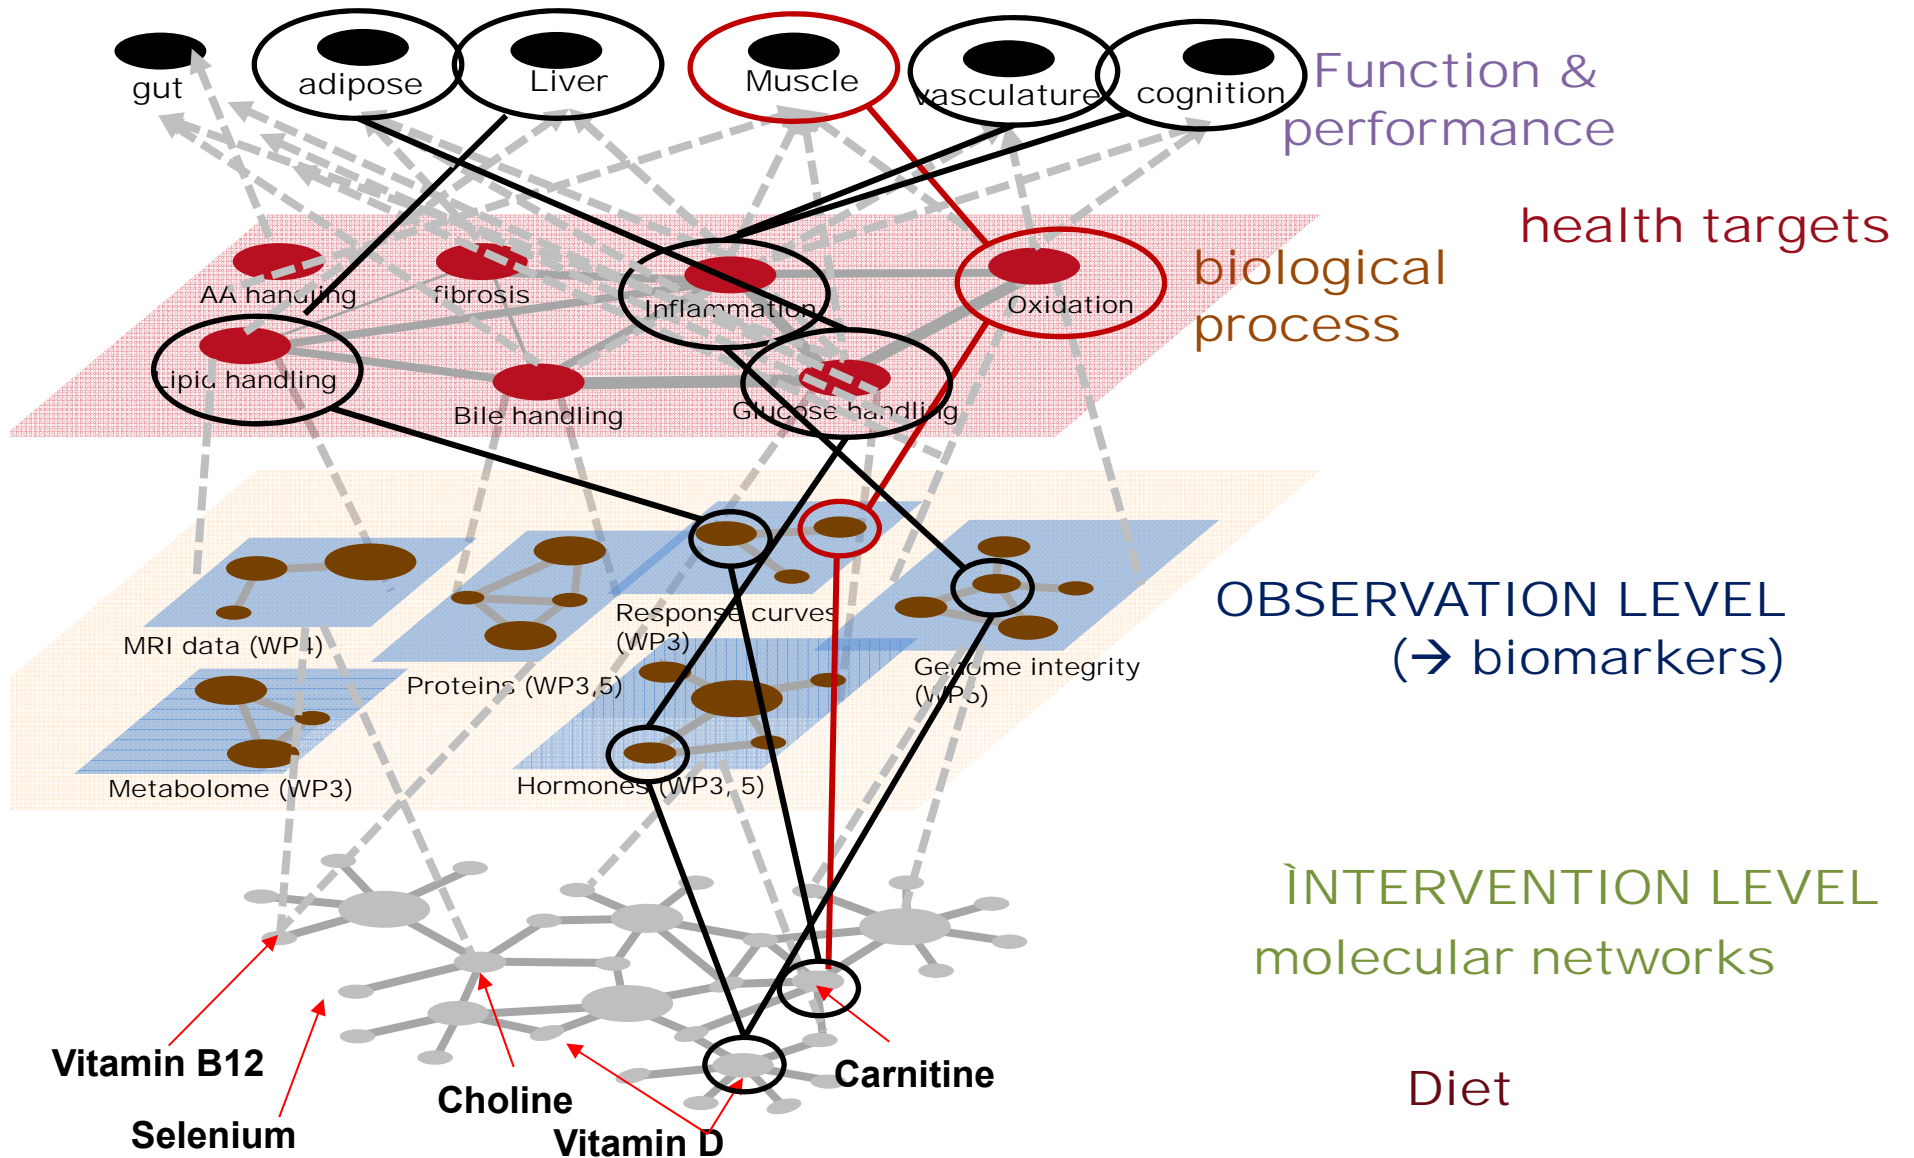 gut
adipose
Liver
Muscle
vasculature
cognition
Function &
performance
health targets
biological
process
AA handling
fibrosis
Inflammation
Oxidation
Lipid handling
Bile handling
Glucose handling
OBSERVATION LEVEL
(→ biomarkers)
MRI data (WP4)
Proteins (WP3,5)
Response curves
(WP3)
Genome integrity
(WP5)
Metabolome (WP3)
Hormones (WP3, 5)
ÌNTERVENTION LEVEL
molecular networks
Vitamin B12
Selenium
Choline
Vitamin D
Carnitine
Diet